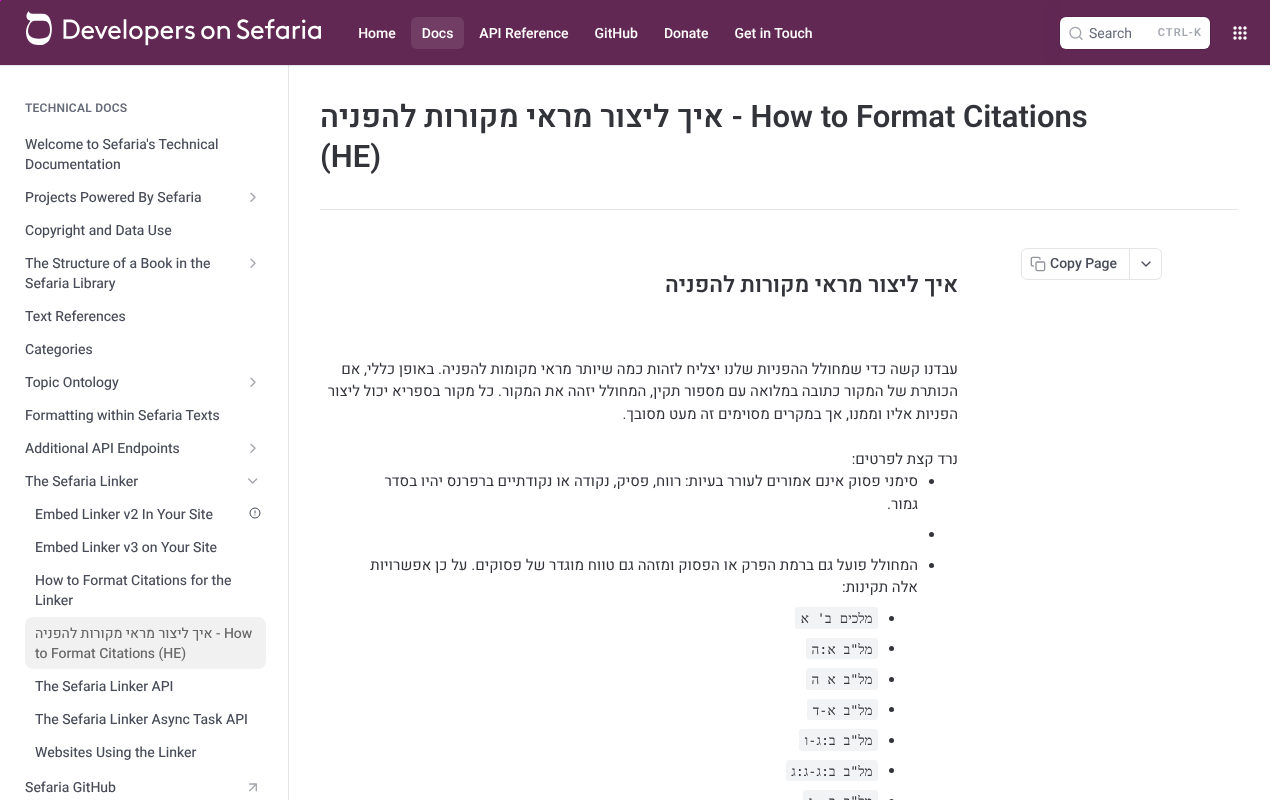 Developers on Sefaria
Home
Docs
API Reference
GitHub
Donate
Get in Touch
Search
CTRL-K
TECHNICAL DOCS
Welcome to Sefaria's Technical
Documentation
Projects Powered By Sefaria
Copyright and Data Use
The Structure of a Book in the
Sefaria Library
Text References
Categories
Topic Ontology
Formatting within Sefaria Texts
Additional API Endpoints
The Sefaria Linker
Embed Linker v2 In Your Site
Embed Linker v3 on Your Site
How to Format Citations for the
Linker
איך ליצור מראי מקורות להפניה - How
to Format Citations (HE)
The Sefaria Linker API
The Sefaria Linker Async Task API
Websites Using the Linker
Sefaria GitHub
איך ליצור מראי מקורות להפניה - How to Format Citations
(HE)
Copy Page
איך ליצור מראי מקורות להפניה
עבדנו קשה כדי שמחולל ההפניות שלנו יצליח לזהות כמה שיותר מראי מקומות להפניה. באופן כללי, אם
הכותרת של המקור כתובה במלואה עם מספור תקין, המחולל יזהה את המקור. כל מקור בספריא יכול ליצור
הפניות אליו וממנו, אך במקרים מסוימים זה מעט מסובך.
נרד קצת לפרטים:
סימני פסוק אינם אמורים לעורר בעיות: רווח, פסיק, נקודה או נקודתיים ברפרנס יהיו בסדר
גמור.
המחולל פועל גם ברמת הפרק או הפסוק ומזהה גם טווח מוגדר של פסוקים. על כן אפשרויות
אלה תקינות:
מלכים ב' א
מל"ב א:ה
מל"ב א ה
מל"ב א-ד
מל"ב ב:ג-ו
מל"ב ב:ג-ג:ג